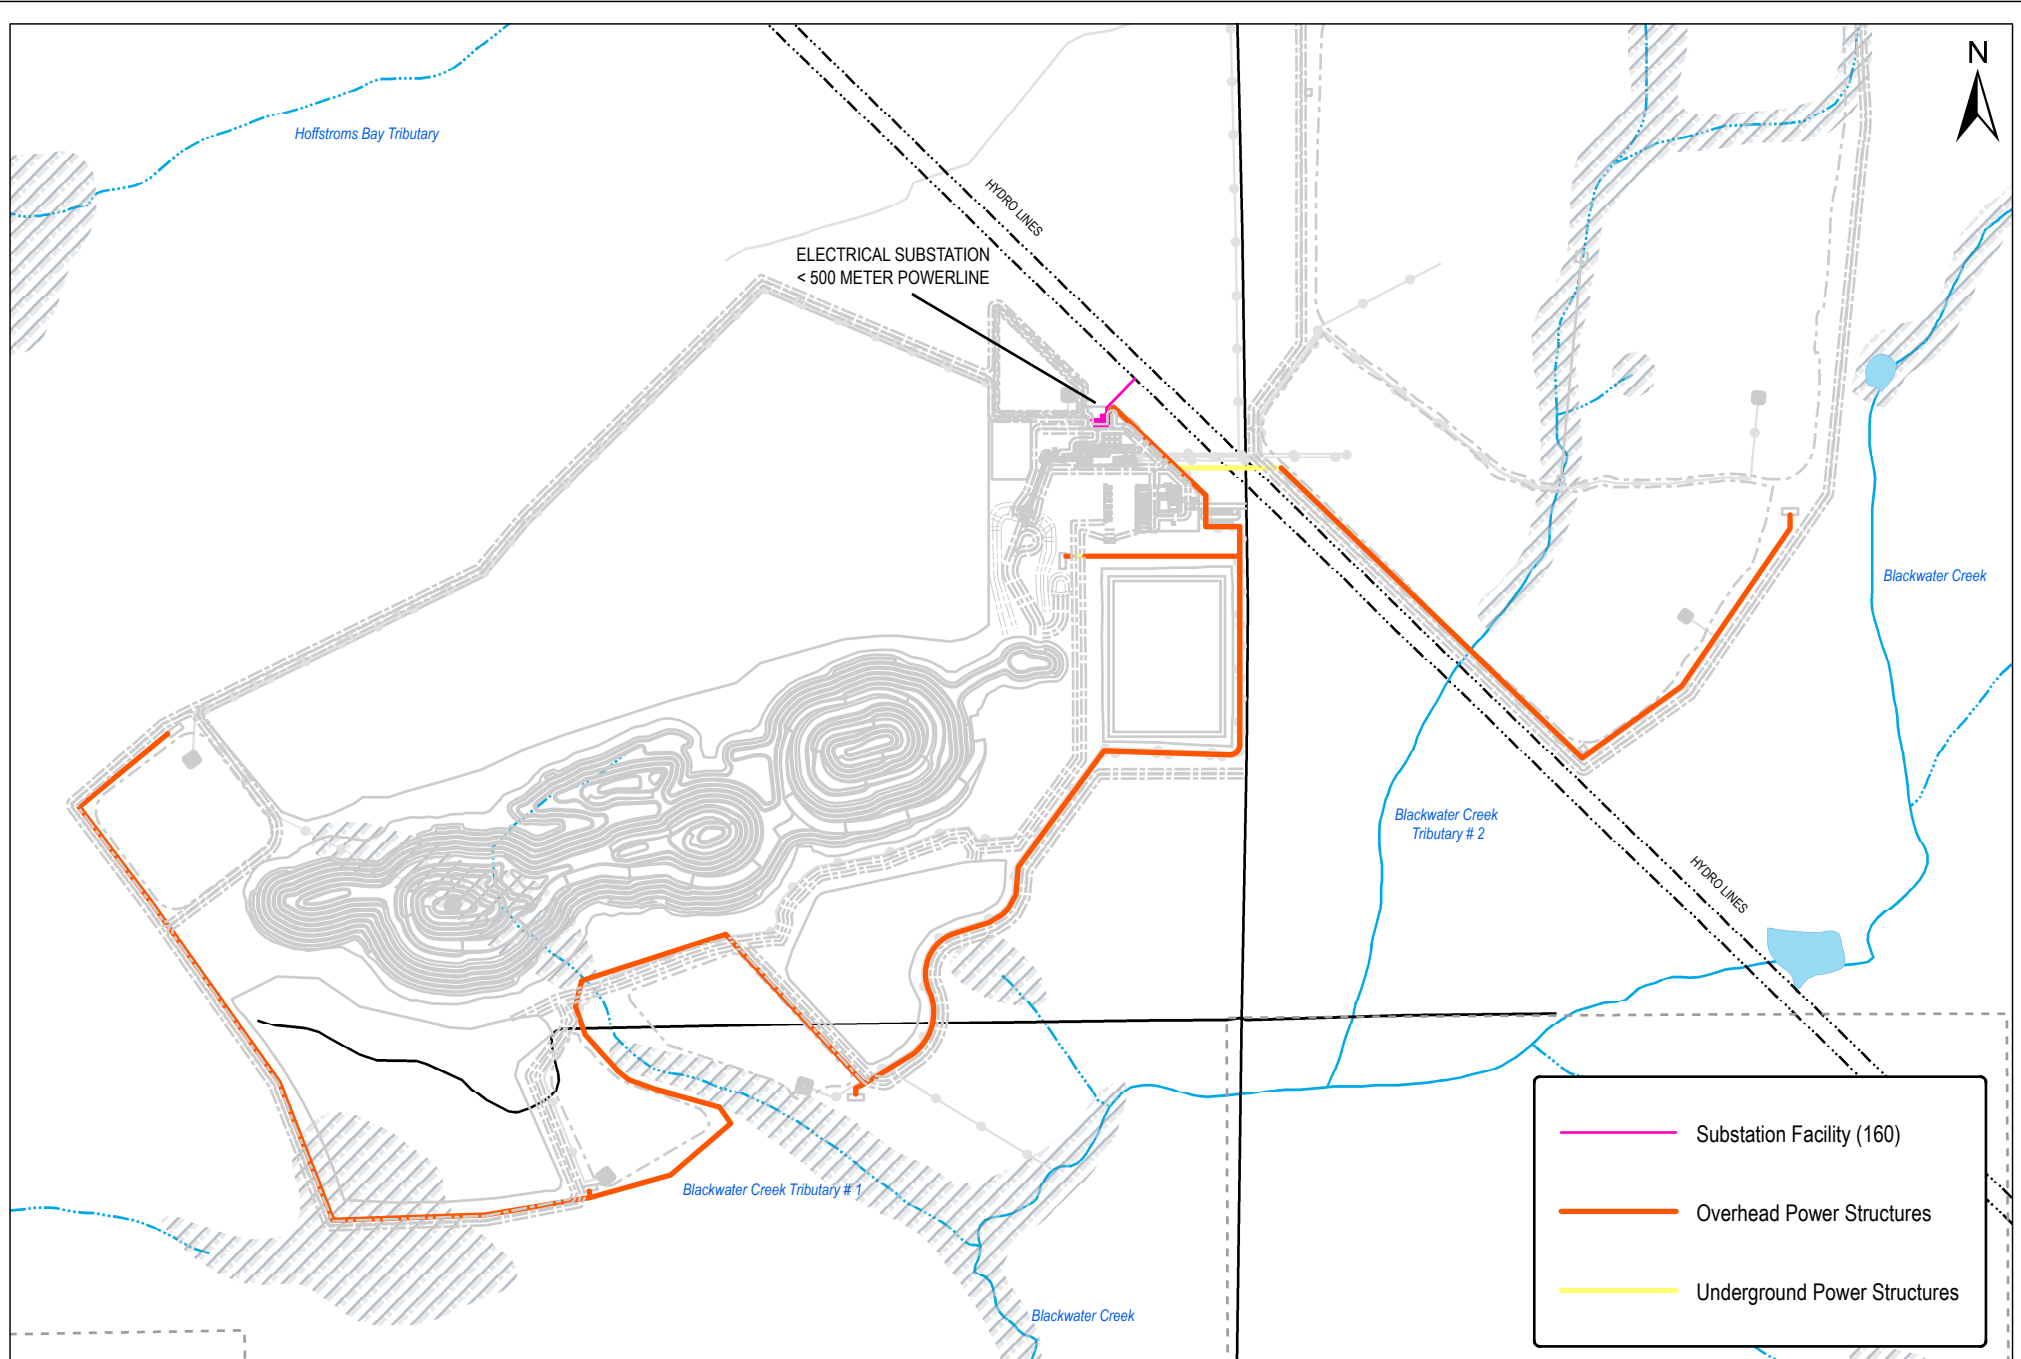 N
Hoffstroms Bay Tributary
HYDRO LINES
ELECTRICAL SUBSTATION
< 500 METER POWERLINE
Blackwater Creek
Blackwater Creek
Tributary # 2
HYDRO LINES
Blackwater Creek Tributary # 1
Blackwater Creek
Substation Facility (160)
Overhead Power Structures
Underground Power Structures